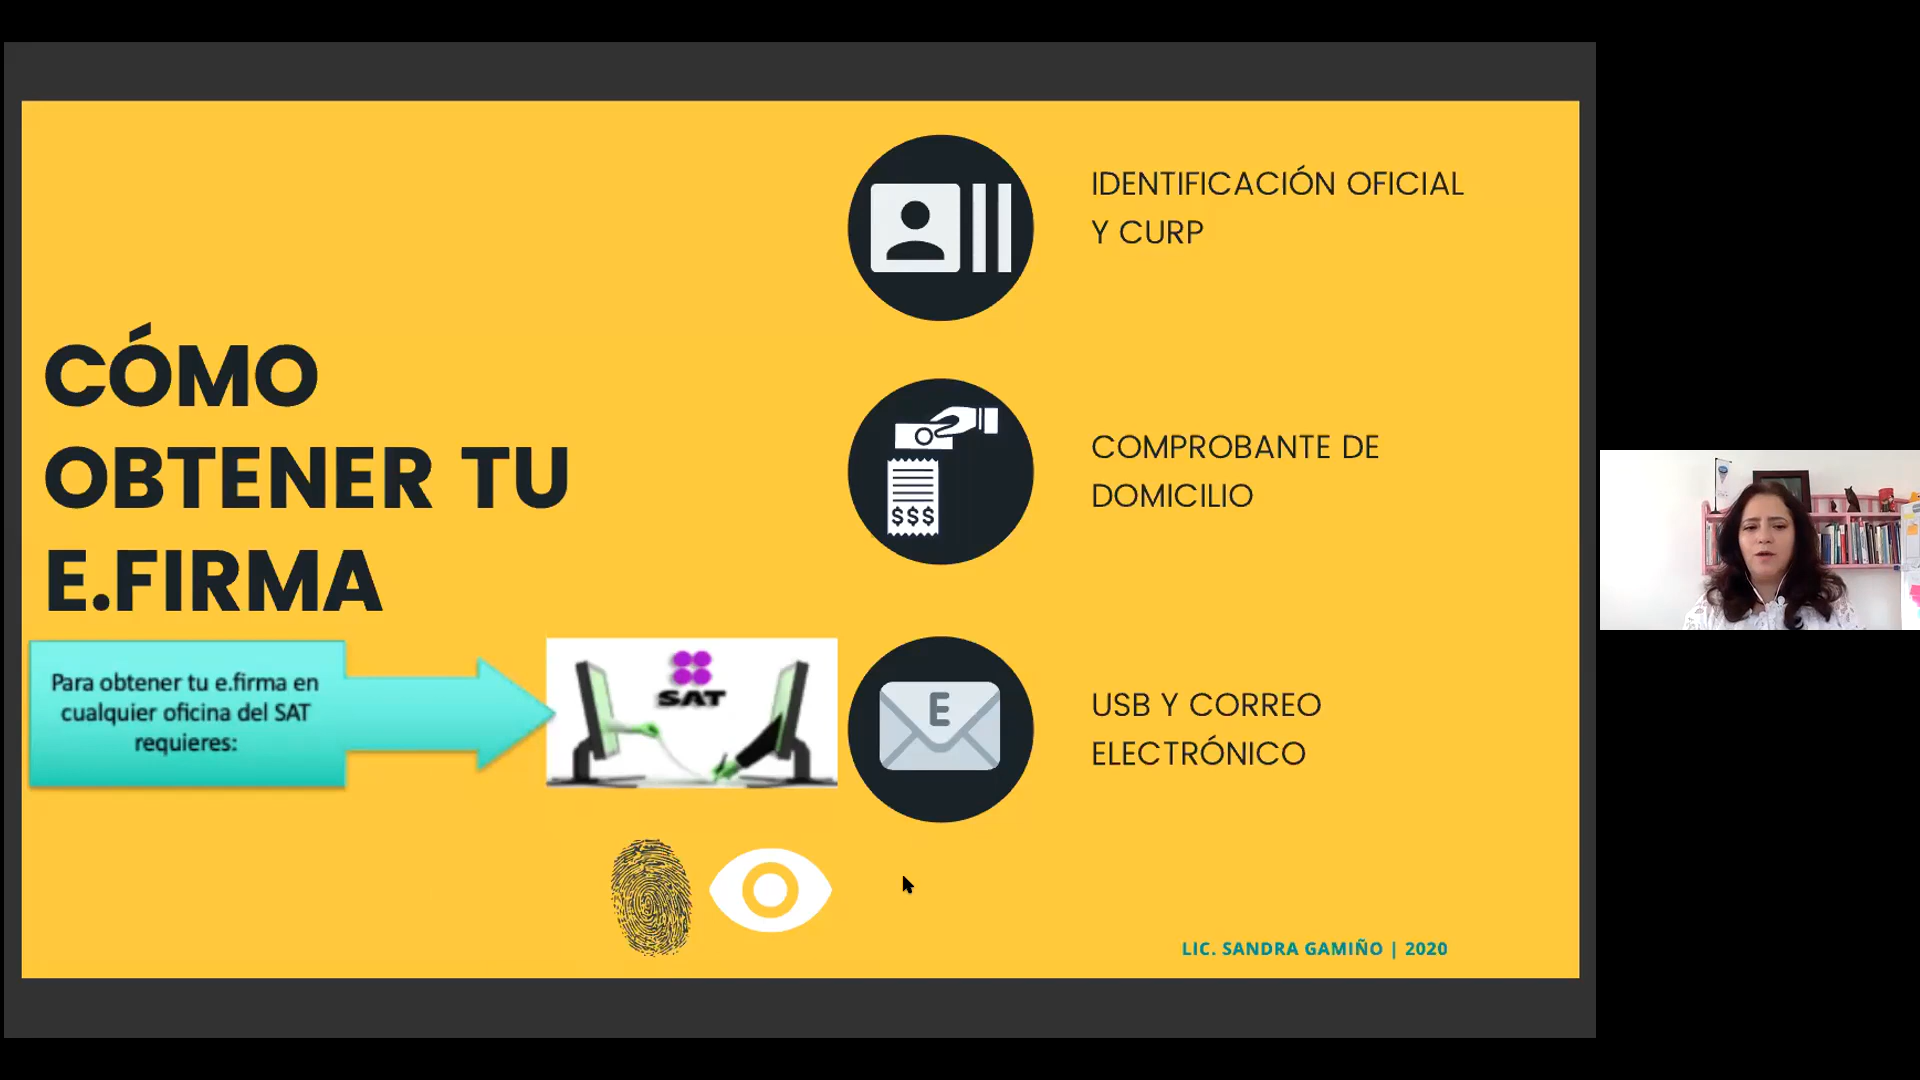 CÓMO
OBTENER TU
E.FIRMA
Para obtener tu e.firma en
cualquier oficina del SAT
requieres:
SAT
IDENTIFICACIÓN OFICIAL
Y CURP
$$$
COMPROBANTE DE
DOMICILIO
E
USB Y CORREO
ELECTRÓNICO
LIC. SANDRA GAMIÑO | 2020